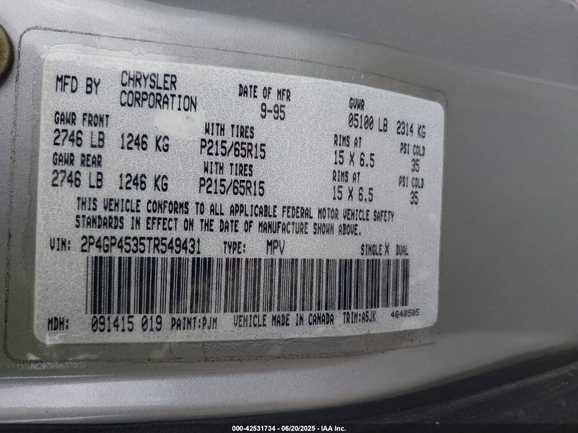 MFD BY CHRYSLER CORPORATION DATE OF MFR 9-95 GVWR 05100 LB 2314 KG
GAWR FRONT WITH TIRES RIMS AT PSI COLD
2746 LB 1246 KG P215/65R15 15 X 6.5 35
GAWR REAR WITH TIRES RIMS AT PSI COLD
2746 LB 1246 KG P215/65R15 15 X 6.5 35
THIS VEHICLE CONFORMS TO ALL APPLICABLE FEDERAL MOTOR VEHICLE SAFETY
STANDARDS IN EFFECT ON THE DATE OF MANUFACTURE SHOWN ABOVE.
VIN: 2P4GP4535TR549431 TYPE: MPV SINGLE X DUAL
MDH: 091415 019 PAINT:PJM VEHICLE MADE IN CANADA TRIM:A5JK 4640505
000-42531734 - 06/20/2025 - IAA Inc.